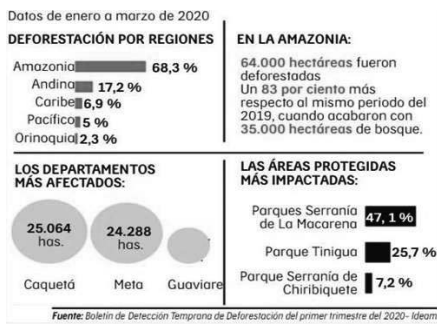 Datos de enero a marzo de 2020
DEFORESTACIÓN POR REGIONES
Amazonia 68,3 %
Andina 17,2 %
Caribe 6,9 %
Pacífico 5 %
Orinoquia 2,3 %
EN LA AMAZONIA:
64.000 hectáreas fueron
deforestadas
Un 83 por ciento más
respecto al mismo periodo del
2019, cuando acabaron con
35.000 hectáreas de bosque.
LOS DEPARTAMENTOS
MÁS AFECTADOS:
25.064
has.
Caquetá
24.288
has.
Meta
Guaviare
LAS ÁREAS PROTEGIDAS
MÁS IMPACTADAS:
Parques Serranía
de La Macarena 47,1 %
Parque Tinigua 25,7 %
Parque Serranía de
Chiribiquete 7,2 %
Fuente: Boletín de Detección Temprana de Deforestación del primer trimestre del 2020- Ideam